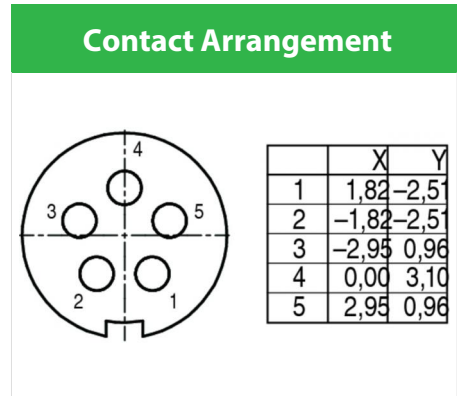 Contact Arrangement
4
3
5
2
1
X Y
1 1,82 –2,51
2 –1,82 –2,51
3 –2,95 0,96
4 0,00 3,10
5 2,95 0,96